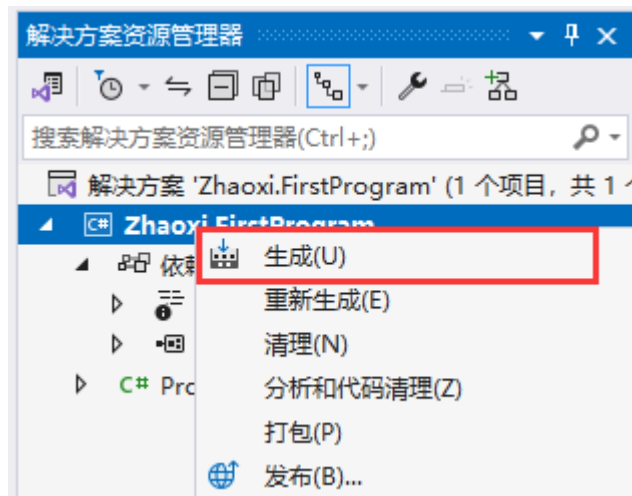 解决方案资源管理器
搜索解决方案资源管理器(Ctrl+;)
解决方案 'Zhaoxi.FirstProgram' (1 个项目, 共 1
C# Zhaoxi.FirstProgram
依赖
生成(U)
重新生成(E)
清理(N)
C# Pro
分析和代码清理(Z)
打包(P)
发布(B)...